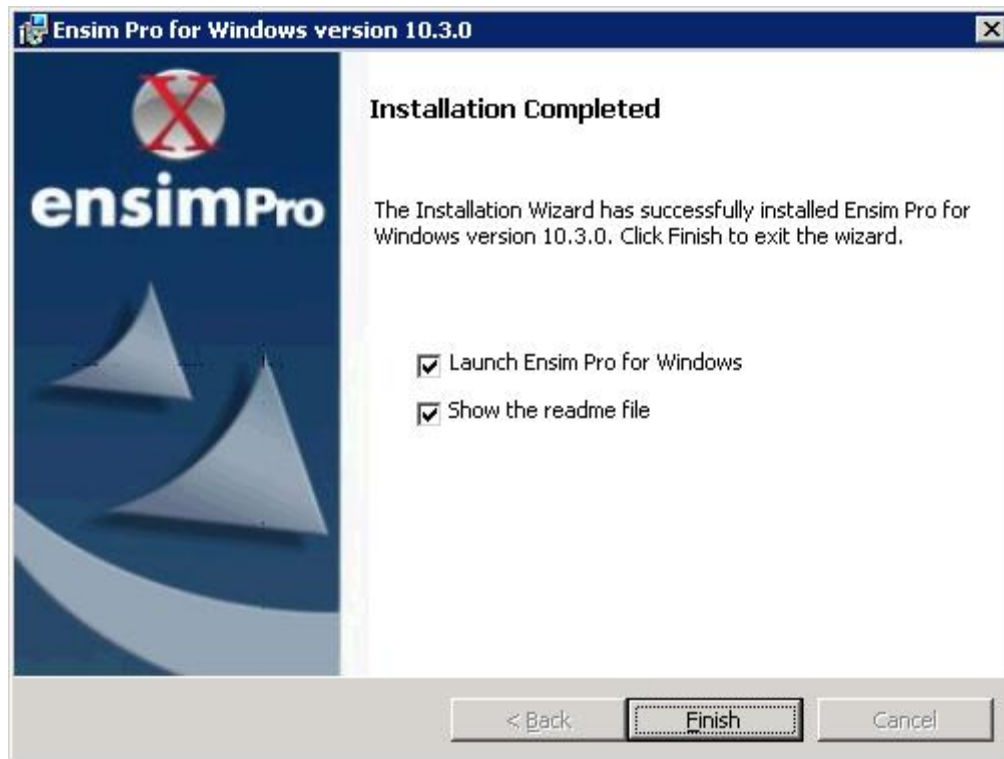 Ensim Pro for Windows version 10.3.0
X
ensimPro
Installation Completed
The Installation Wizard has successfully installed Ensim Pro for
Windows version 10.3.0. Click Finish to exit the wizard.
Launch Ensim Pro for Windows
Show the readme file
< Back
Finish
Cancel